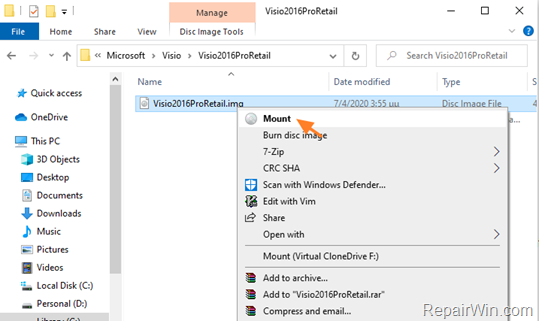 Manage
Visio2016ProRetail
File
Home
Share
View
Disc Image Tools
« Microsoft > Visio > Visio2016ProRetail
Search Visio2016ProRetail
Name
Date modified
Type
Si
Quick access
OneDrive
This PC
3D Objects
Desktop
Documents
Downloads
Music
Pictures
Videos
Local Disk (C:)
Personal (D:)
Library (G:)
Visio2016ProRetail.img
7/4/2020 3:55 μμ
Disc Image File
4
a...
Mount
Burn disc image
7-Zip
CRC SHA
Scan with Windows Defender...
Edit with Vim
Share
Open with
Mount (Virtual CloneDrive F:)
Add to archive...
Add to "Visio2016ProRetail.rar"
Compress and email...
RepairWin.com